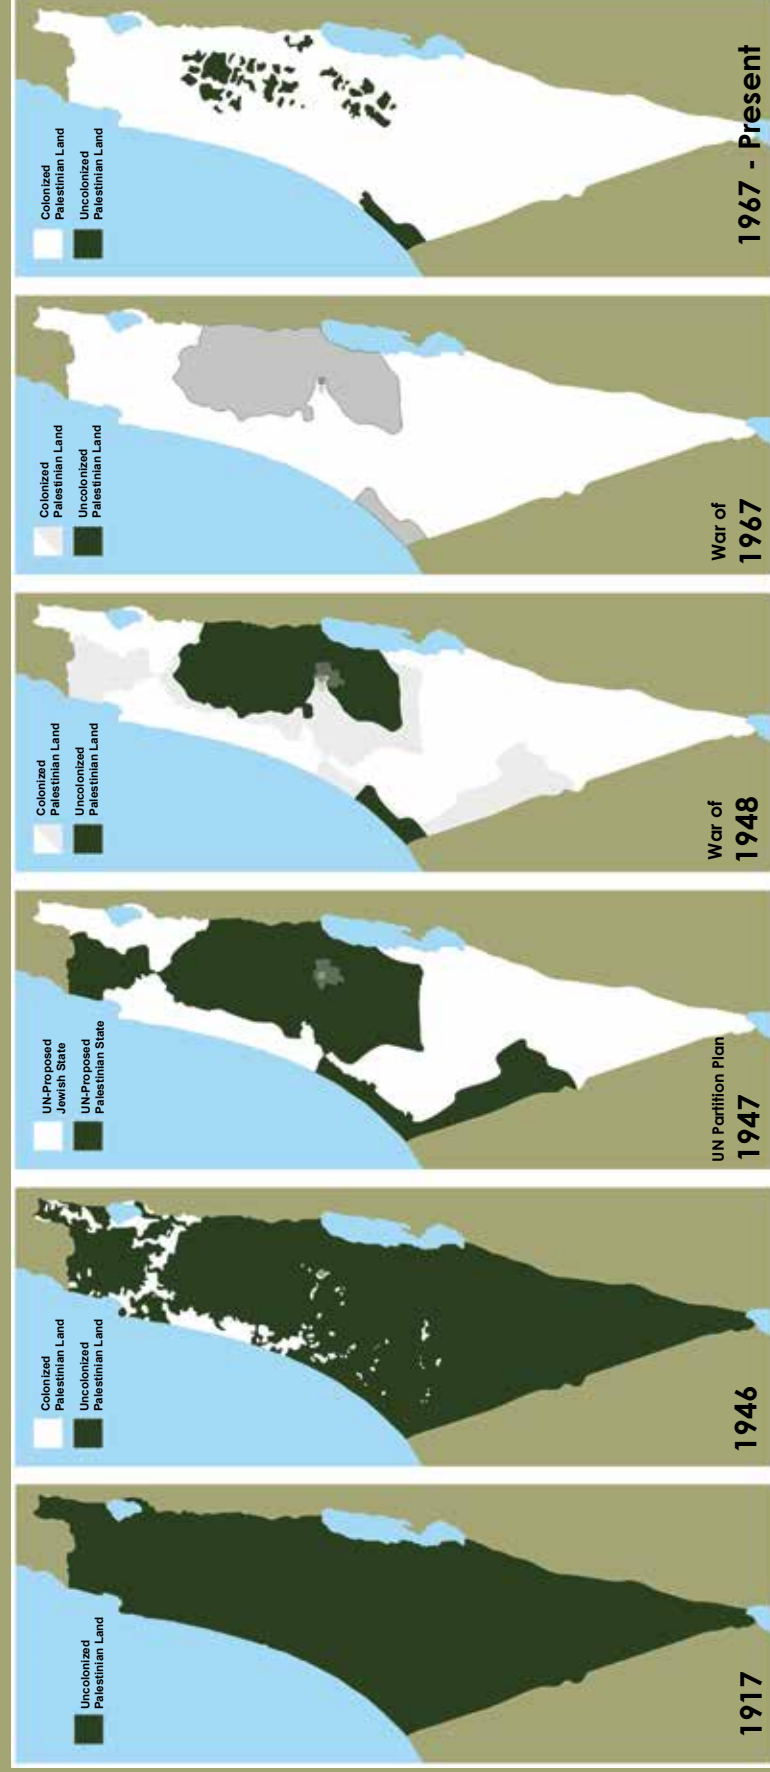 Uncolonized
Palestinian Land
1917
Colonized
Palestinian Land
Uncolonized
Palestinian Land
1946
UN-Proposed
Jewish State
UN-Proposed
Palestinian State
UN Partition Plan
1947
Colonized
Palestinian Land
Uncolonized
Palestinian Land
War of
1948
Colonized
Palestinian Land
Uncolonized
Palestinian Land
War of
1967
Colonized
Palestinian Land
Uncolonized
Palestinian Land
1967 - Present